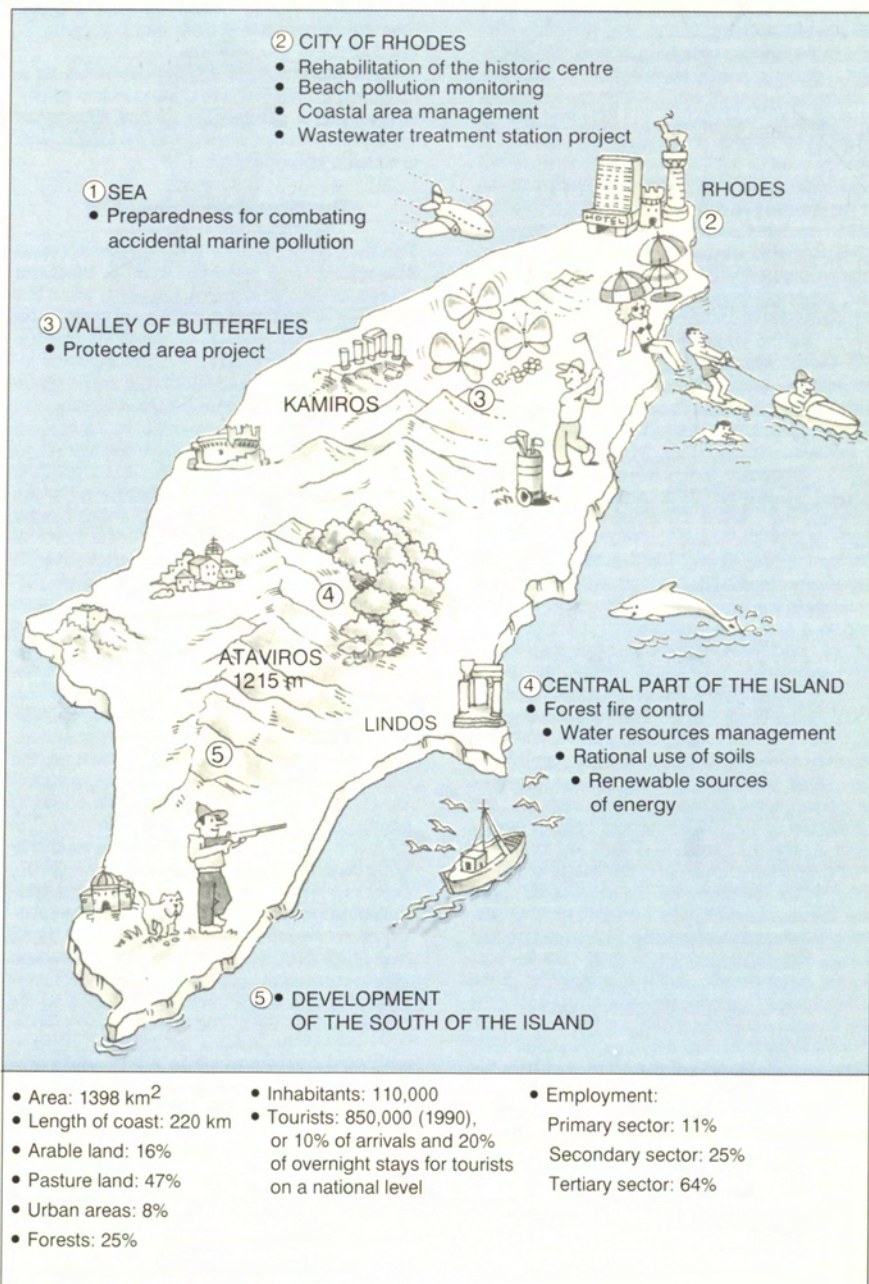 ② CITY OF RHODES
• Rehabilitation of the historic centre
• Beach pollution monitoring
• Coastal area management
• Wastewater treatment station project
① SEA
• Preparedness for combating
accidental marine pollution
RHODES
②
HOTEL
③ VALLEY OF BUTTERFLIES
• Protected area project
KAMIROS
③
④
ATAVIROS
1215 m
LINDOS
④ CENTRAL PART OF THE ISLAND
• Forest fire control
• Water resources management
• Rational use of soils
• Renewable sources
of energy
⑤
⑤ • DEVELOPMENT
OF THE SOUTH OF THE ISLAND
• Area: 1398 km²
• Length of coast: 220 km
• Arable land: 16%
• Pasture land: 47%
• Urban areas: 8%
• Forests: 25%
• Inhabitants: 110,000
• Tourists: 850,000 (1990),
or 10% of arrivals and 20%
of overnight stays for tourists
on a national level
• Employment:
Primary sector: 11%
Secondary sector: 25%
Tertiary sector: 64%